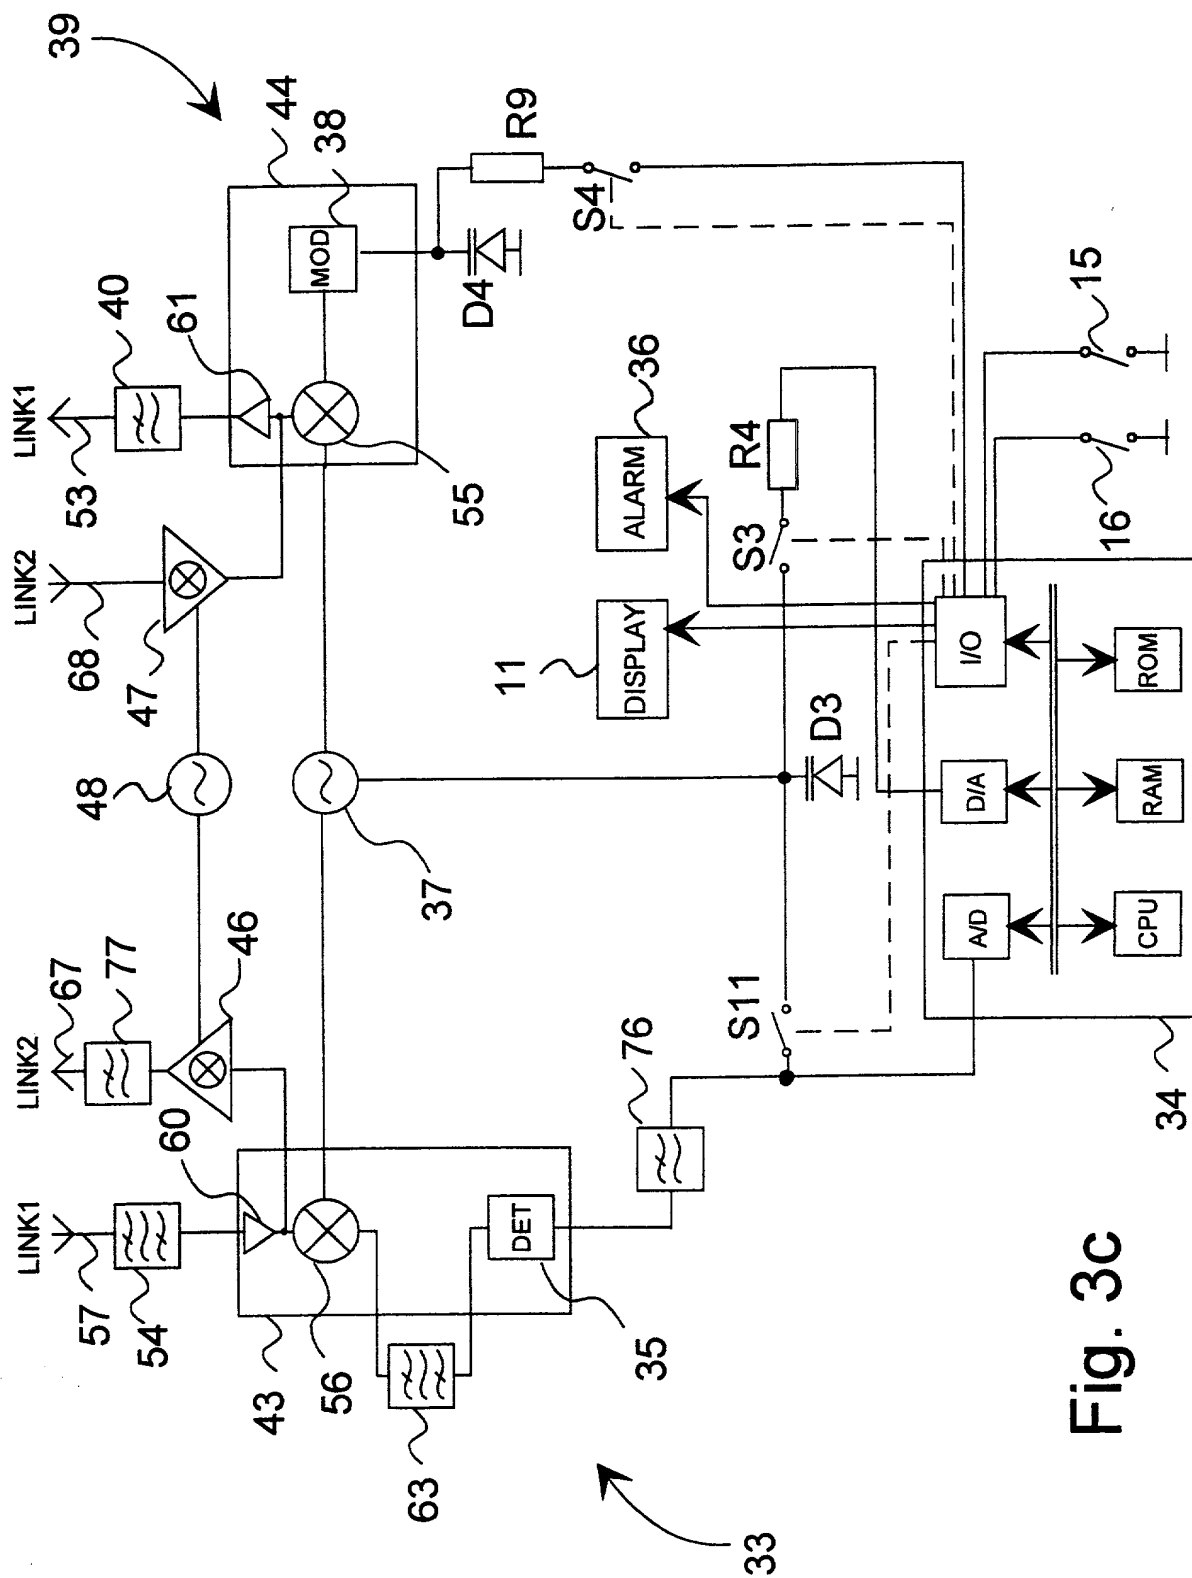 39
44
38
R9
S4
D4
MOD
40
61
LINK1
53
55
LINK2
68
47
48
37
LINK2
67
77
46
60
LINK1
57
54
43
56
63
35
DET
33
76
S11
D3
S3
R4
36
ALARM
11
DISPLAY
15
16
I/O
D/A
A/D
ROM
RAM
CPU
34
Fig. 3c